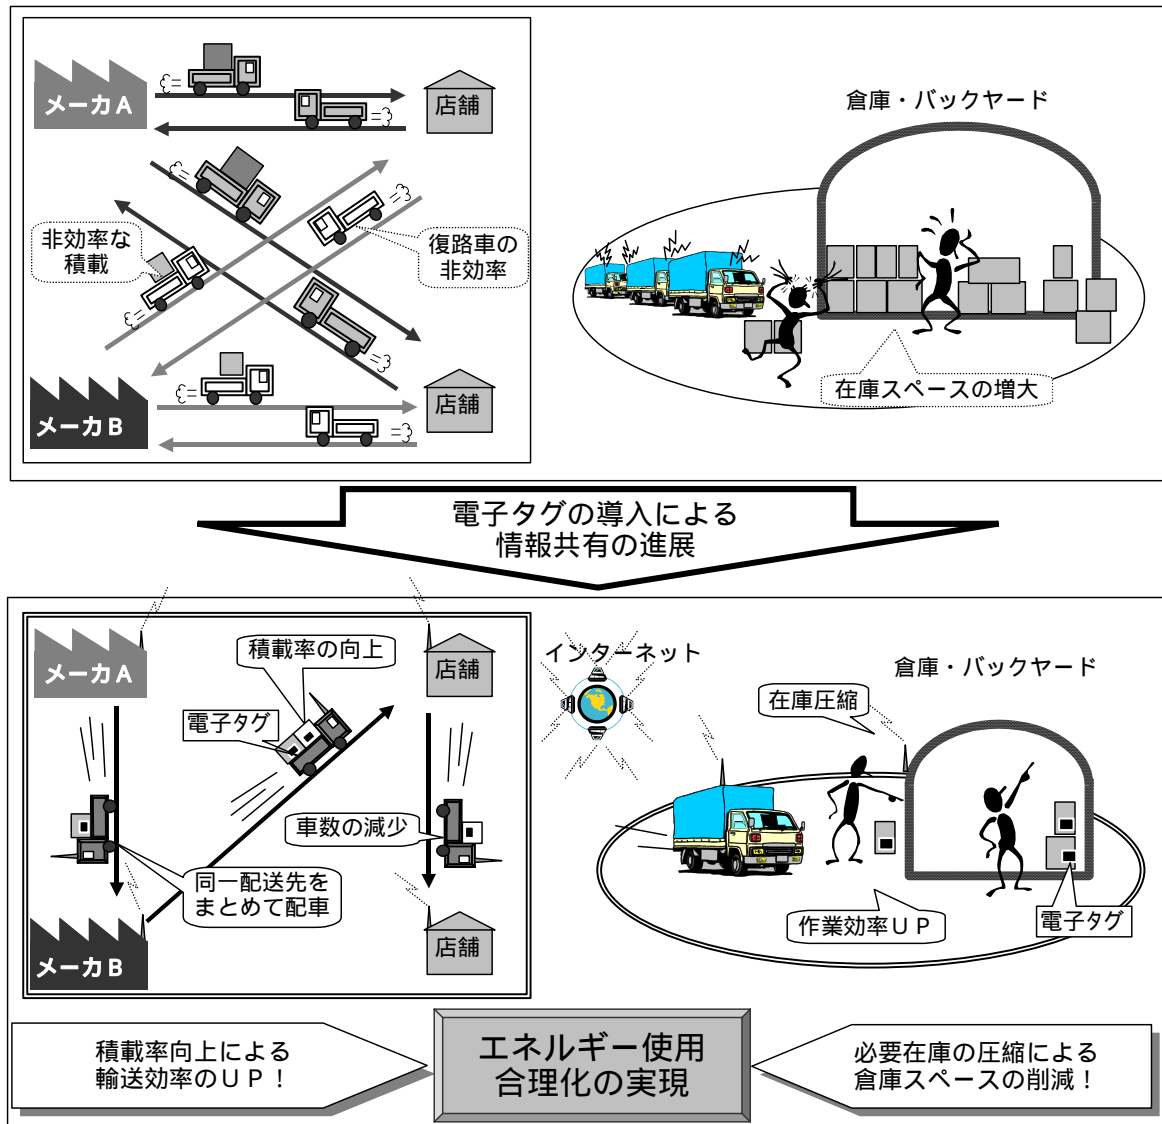 メーカA
店舗
倉庫・バックヤード
非効率な
積載
復路車の
非効率
メーカB
店舗
在庫スペースの増大
電子タグの導入による
情報共有の進展
メーカA
積載率の向上
店舗
電子タグ
車数の減少
同一配送先を
まとめて配車
メーカB
店舗
インターネット
倉庫・バックヤード
在庫圧縮
作業効率UP
電子タグ
積載率向上による
輸送効率のUP!
エネルギー使用
合理化の実現
必要在庫の圧縮による
倉庫スペースの削減!